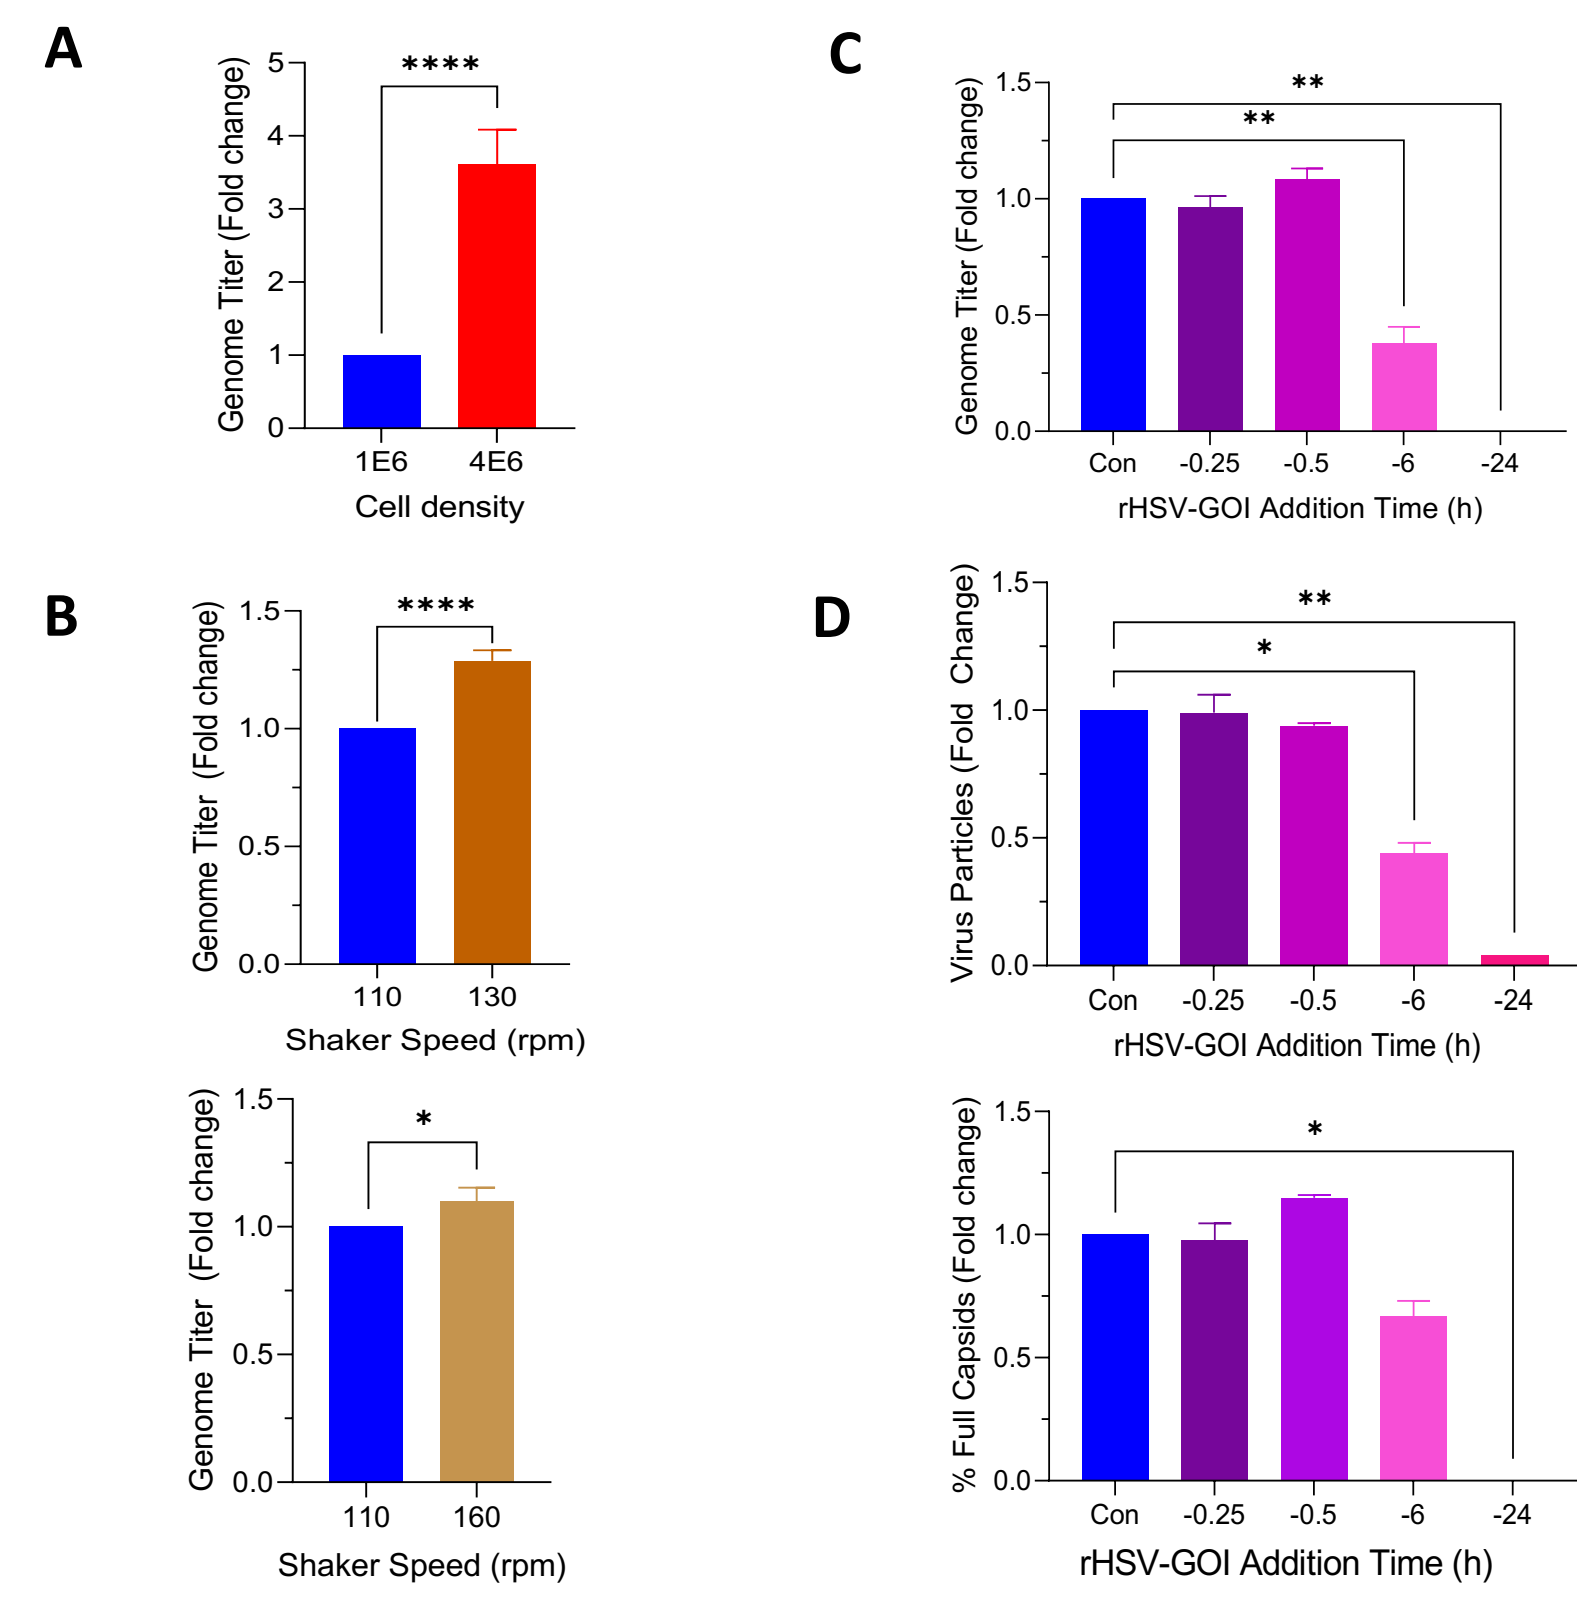 A
Genome Titer (Fold change)
5
4
3
2
1
0
****
1E6 4E6
Cell density
B
Genome Titer (Fold change)
1.5
1.0
0.5
0.0
****
110 130
Shaker Speed (rpm)
Genome Titer (Fold change)
1.5
1.0
0.5
0.0
*
110 160
Shaker Speed (rpm)
C
Genome Titer (Fold change)
1.5
1.0
0.5
0.0
**
**
Con -0.25 -0.5 -6 -24
rHSV-GOI Addition Time (h)
D
Virus Particles (Fold Change)
1.5
1.0
0.5
0.0
**
*
Con -0.25 -0.5 -6 -24
rHSV-GOI Addition Time (h)
% Full Capsids (Fold change)
1.5
1.0
0.5
0.0
*
Con -0.25 -0.5 -6 -24
rHSV-GOI Addition Time (h)